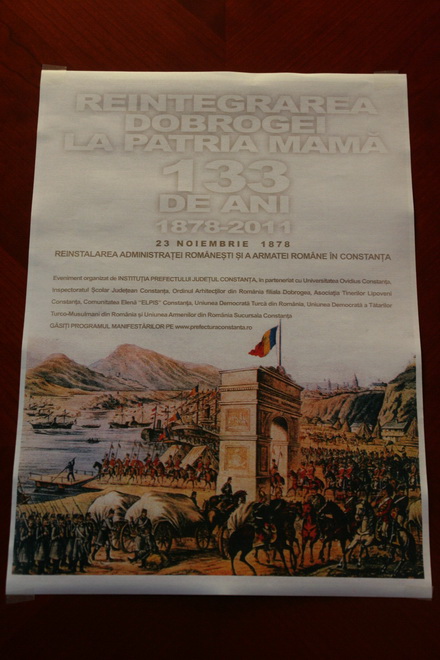 REINTEGRAREA
DOBROGEI
LA PATRIA MAMĂ
133
DE ANI
1878-2011
23 NOIEMBRIE 1878
REINSTALAREA ADMINISTRAȚIEI ROMÂNEȘTI ȘI A ARMATEI ROMÂNE ÎN CONSTANȚA
Eveniment organizat de INSTITUȚIA PREFECTULUI JUDEȚUL CONSTANȚA, în parteneriat cu Universitatea Ovidius Constanța,
Inspectoratul Școlar Județean Constanța, Ordinul Arhitecților din România filiala Dobrogea, Asociația Tinerilor Lipoveni
Constanța, Comunitatea Elenă "ELPIS" Constanța, Uniunea Democrată Turcă din România, Uniunea Democrată a Tătarilor
Turco-Musulmani din România și Uniunea Armenilor din România Sucursala Constanța
GĂSIȚI PROGRAMUL MANIFESTĂRILOR PE www.prefecturaconstanta.ro